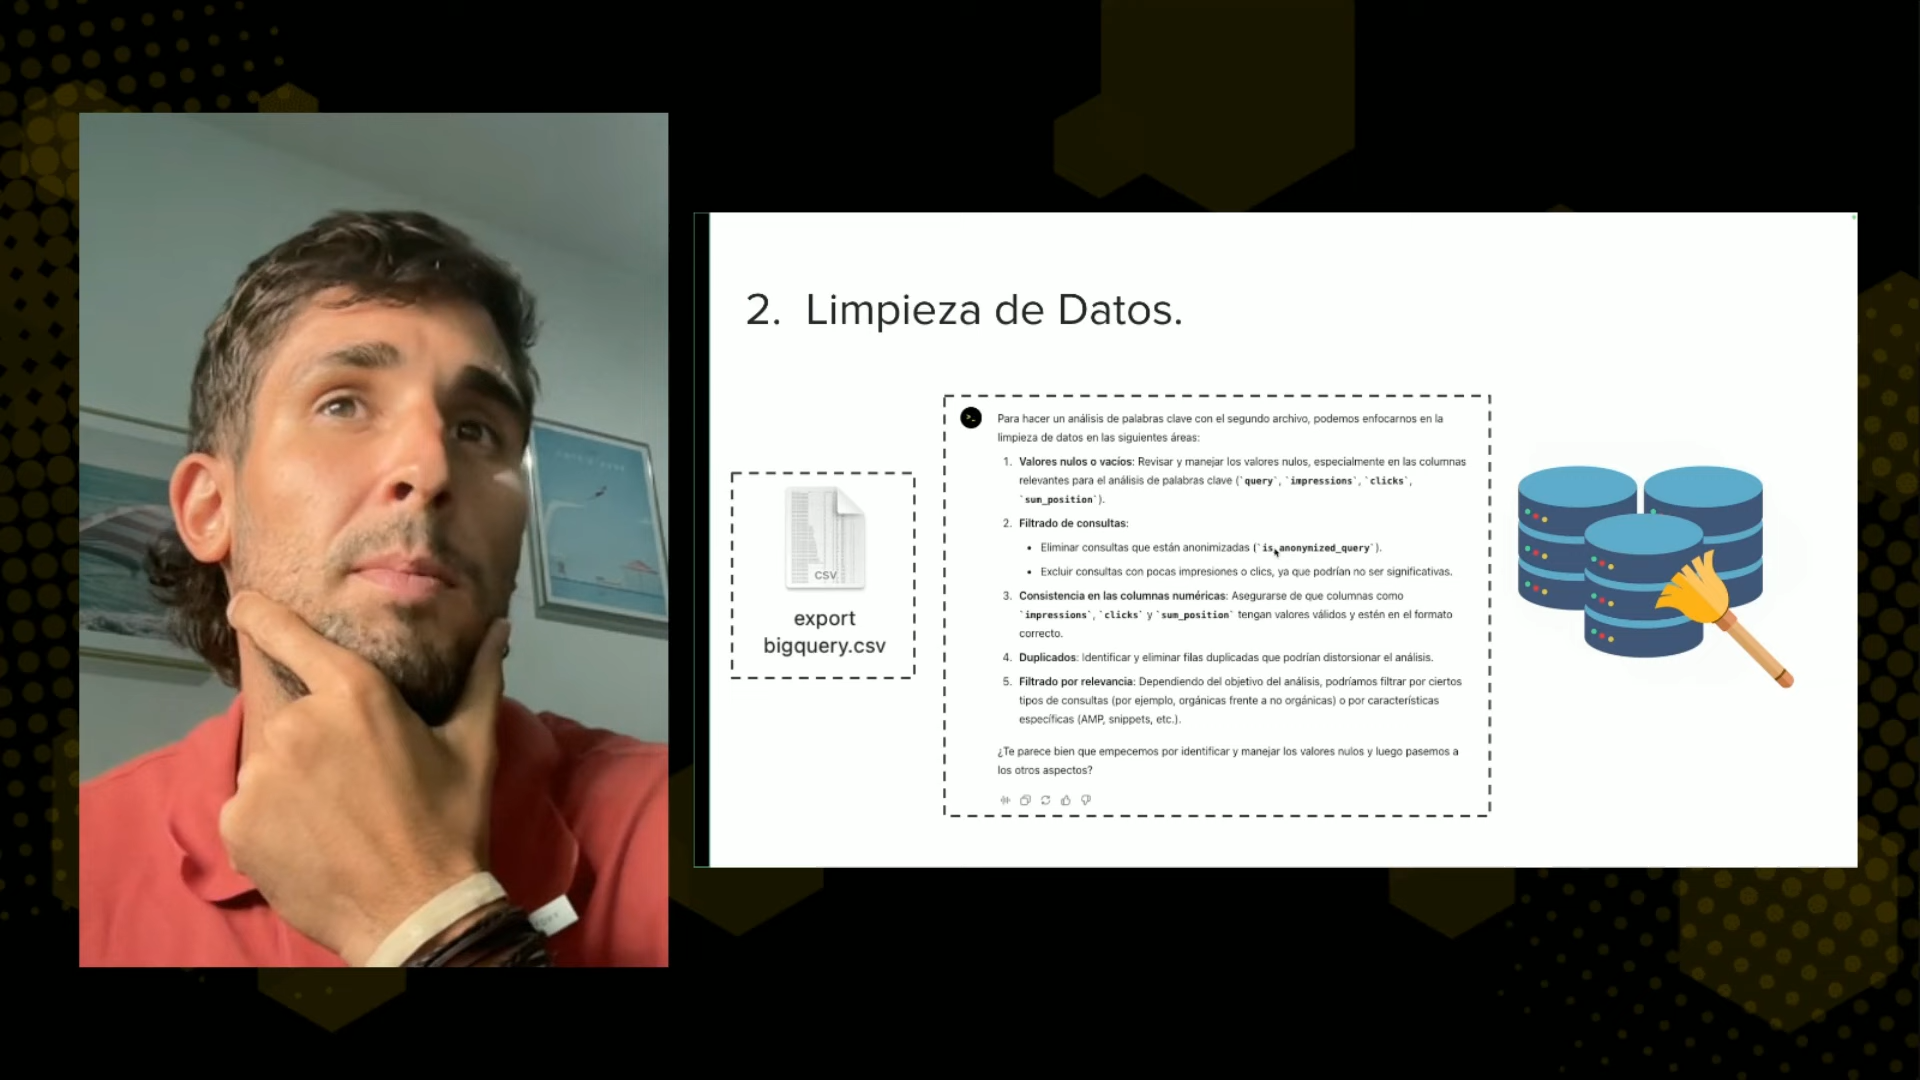 2. Limpieza de Datos.
CSV
export
bigquery.csv
>_
Para hacer un análisis de palabras clave con el segundo archivo, podemos enfocarnos en la
limpieza de datos en las siguientes áreas:
1. Valores nulos o vacíos: Revisar y manejar los valores nulos, especialmente en las columnas
relevantes para el análisis de palabras clave (`query`, `impressions`, `clicks`,
`sum_position`).
2. Filtrado de consultas:
• Eliminar consultas que están anonimizadas (`is_anonymized_query`).
• Excluir consultas con pocas impresiones o clics, ya que podrían no ser significativas.
3. Consistencia en las columnas numéricas: Asegurarse de que columnas como
`impressions`, `clicks` y `sum_position` tengan valores válidos y estén en el formato
correcto.
4. Duplicados: Identificar y eliminar filas duplicadas que podrían distorsionar el análisis.
5. Filtrado por relevancia: Dependiendo del objetivo del análisis, podríamos filtrar por ciertos
tipos de consultas (por ejemplo, orgánicas frente a no orgánicas) o por características
específicas (AMP, snippets, etc.).
¿Te parece bien que empecemos por identificar y manejar los valores nulos y luego pasemos a
los otros aspectos?